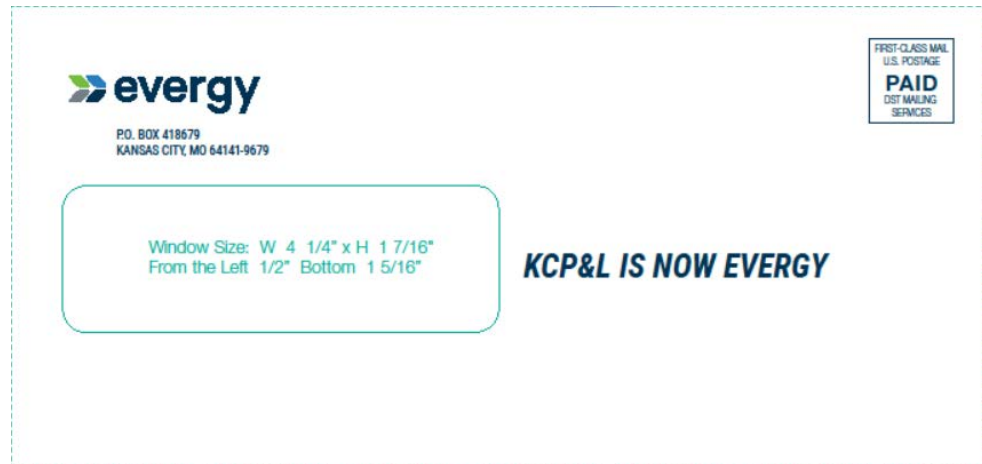 evergy
P.O. BOX 418679
KANSAS CITY, MO 64141-9679
FIRST-CLASS MAIL
U.S. POSTAGE
PAID
DST MAILING
SERVICES
Window Size: W 4 1/4" x H 1 7/16"
From the Left 1/2" Bottom 1 5/16"
KCP&L IS NOW EVERGY